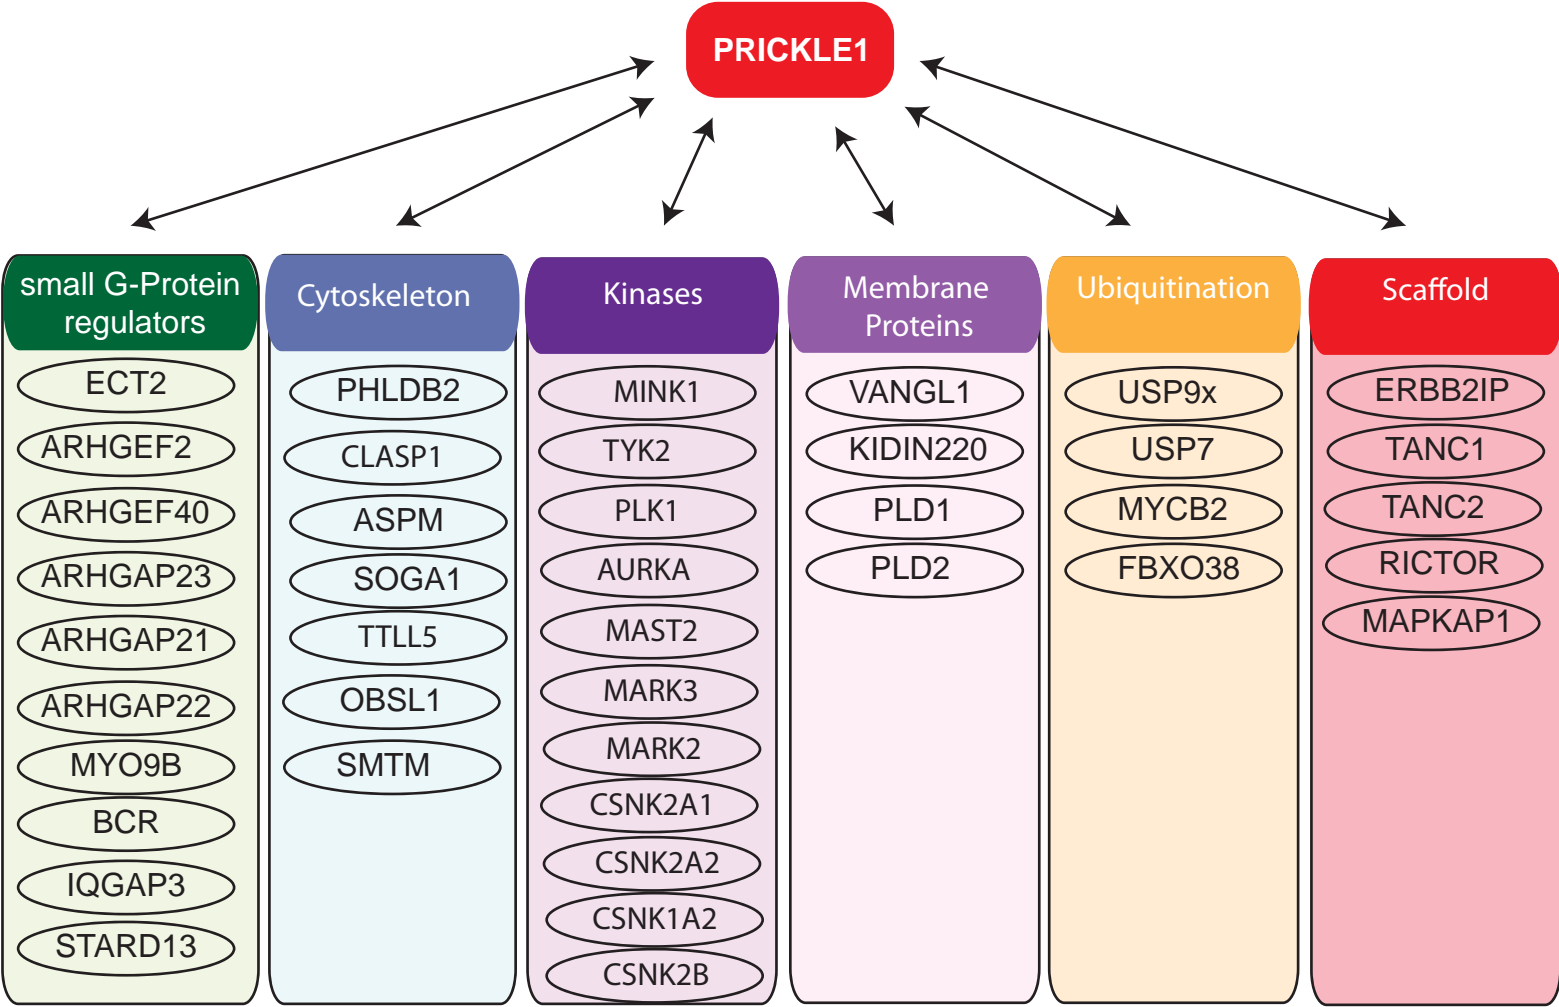 PRICKLE1
small G-Protein
regulators
ECT2
ARHGEF2
ARHGEF40
ARHGAP23
ARHGAP21
ARHGAP22
MYO9B
BCR
IQGAP3
STARD13
Cytoskeleton
PHLDB2
CLASP1
ASPM
SOGA1
TTLL5
OBSL1
SMTM
Kinases
MINK1
TYK2
PLK1
AURKA
MAST2
MARK3
MARK2
CSNK2A1
CSNK2A2
CSNK1A2
CSNK2B
Membrane
Proteins
VANGL1
KIDIN220
PLD1
PLD2
Ubiquitination
USP9x
USP7
MYCB2
FBXO38
Scaffold
ERBB2IP
TANC1
TANC2
RICTOR
MAPKAP1